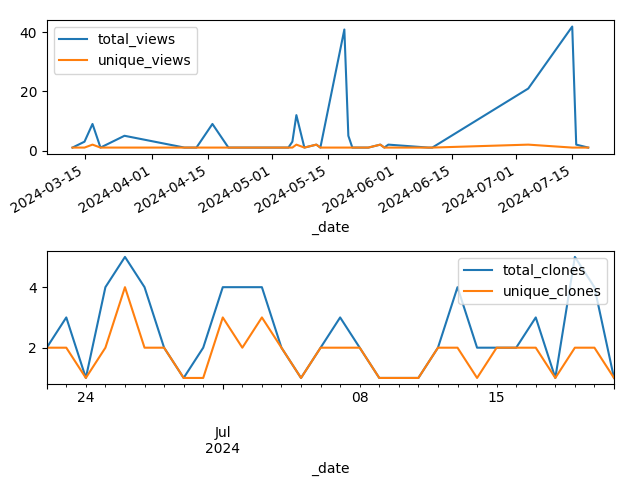 total_views
unique_views
40
20
0
2024-03-15
2024-04-01
2024-04-15
2024-05-01
2024-05-15
2024-06-01
2024-06-15
2024-07-01
2024-07-15
_date
total_clones
unique_clones
4
2
24
08
15
Jul
2024
_date